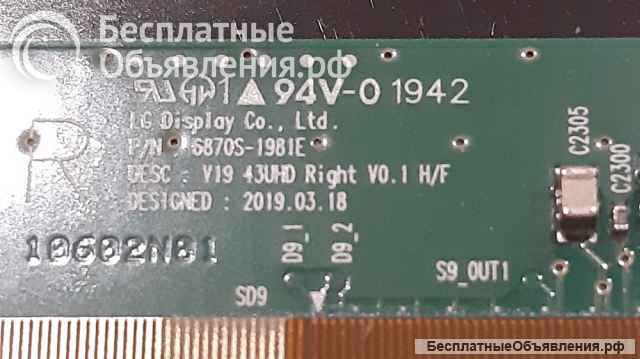 Бесплатные
Объявления.рф
94V-0 1942
LG Display Co., Ltd.
P/N : 6870S-1981E
DESC : V19 43UHD Right V0.1 H/F
DESIGNED : 2019.03.18
R
10602NB1
D9_1
D9_2
S9_OUT1
SD9
C2305
C2300
БесплатныеОбъявления.рф